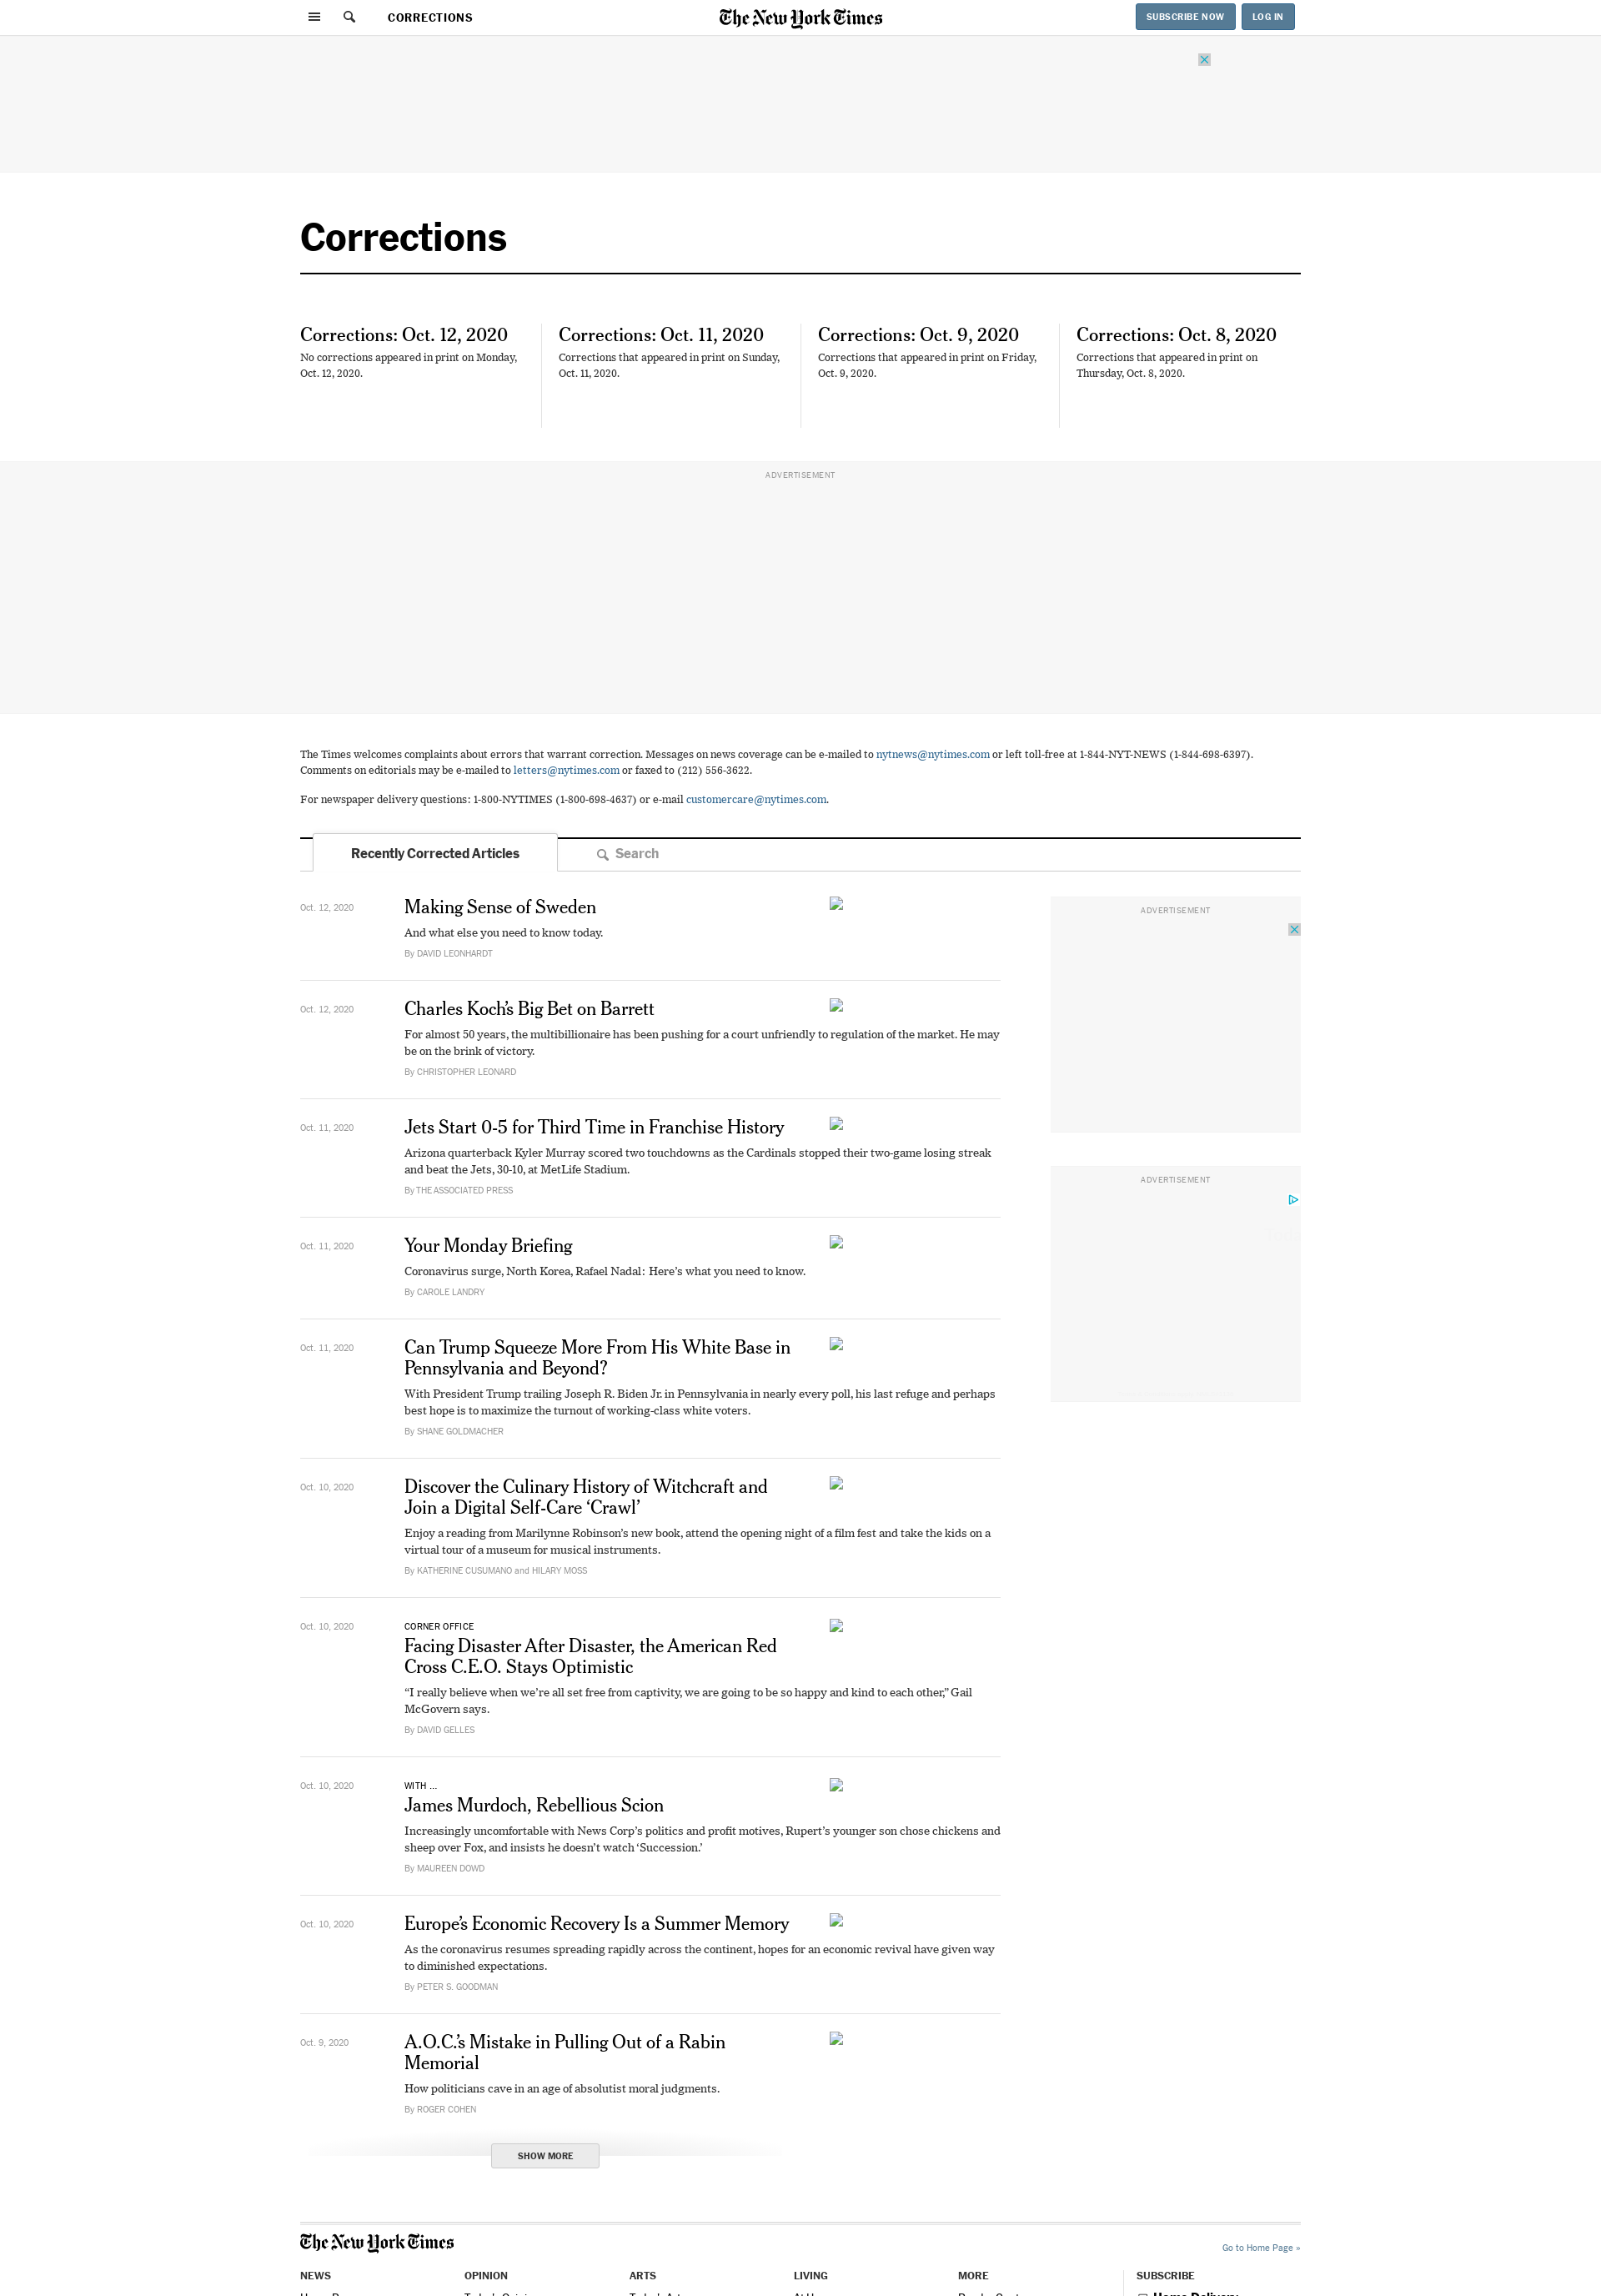 CORRECTIONS
The New York Times
SUBSCRIBE NOW
LOG IN
Corrections
Corrections: Oct. 12, 2020
No corrections appeared in print on Monday,
Oct. 12, 2020.
Corrections: Oct. 11, 2020
Corrections that appeared in print on Sunday,
Oct. 11, 2020.
Corrections: Oct. 9, 2020
Corrections that appeared in print on Friday,
Oct. 9, 2020.
Corrections: Oct. 8, 2020
Corrections that appeared in print on
Thursday, Oct. 8, 2020.
ADVERTISEMENT
The Times welcomes complaints about errors that warrant correction. Messages on news coverage can be e-mailed to nytnews@nytimes.com or left toll-free at 1-844-NYT-NEWS (1-844-698-6397).
Comments on editorials may be e-mailed to letters@nytimes.com or faxed to (212) 556-3622.
For newspaper delivery questions: 1-800-NYTIMES (1-800-698-4637) or e-mail customercare@nytimes.com.
Recently Corrected Articles
Search
Oct. 12, 2020
Making Sense of Sweden
And what else you need to know today.
By DAVID LEONHARDT
Oct. 12, 2020
Charles Koch’s Big Bet on Barrett
For almost 50 years, the multibillionaire has been pushing for a court unfriendly to regulation of the market. He may
be on the brink of victory.
By CHRISTOPHER LEONARD
Oct. 11, 2020
Jets Start 0-5 for Third Time in Franchise History
Arizona quarterback Kyler Murray scored two touchdowns as the Cardinals stopped their two-game losing streak
and beat the Jets, 30-10, at MetLife Stadium.
By THE ASSOCIATED PRESS
Oct. 11, 2020
Your Monday Briefing
Coronavirus surge, North Korea, Rafael Nadal: Here’s what you need to know.
By CAROLE LANDRY
Oct. 11, 2020
Can Trump Squeeze More From His White Base in
Pennsylvania and Beyond?
With President Trump trailing Joseph R. Biden Jr. in Pennsylvania in nearly every poll, his last refuge and perhaps
best hope is to maximize the turnout of working-class white voters.
By SHANE GOLDMACHER
Oct. 10, 2020
Discover the Culinary History of Witchcraft and
Join a Digital Self-Care ‘Crawl’
Enjoy a reading from Marilynne Robinson’s new book, attend the opening night of a film fest and take the kids on a
virtual tour of a museum for musical instruments.
By KATHERINE CUSUMANO and HILARY MOSS
Oct. 10, 2020
CORNER OFFICE
Facing Disaster After Disaster, the American Red
Cross C.E.O. Stays Optimistic
“I really believe when we’re all set free from captivity, we are going to be so happy and kind to each other,” Gail
McGovern says.
By DAVID GELLES
Oct. 10, 2020
WITH ...
James Murdoch, Rebellious Scion
Increasingly uncomfortable with News Corp’s politics and profit motives, Rupert’s younger son chose chickens and
sheep over Fox, and insists he doesn’t watch ‘Succession.’
By MAUREEN DOWD
Oct. 10, 2020
Europe’s Economic Recovery Is a Summer Memory
As the coronavirus resumes spreading rapidly across the continent, hopes for an economic revival have given way
to diminished expectations.
By PETER S. GOODMAN
Oct. 9, 2020
A.O.C.’s Mistake in Pulling Out of a Rabin
Memorial
How politicians cave in an age of absolutist moral judgments.
By ROGER COHEN
SHOW MORE
ADVERTISEMENT
ADVERTISEMENT
The New York Times
Go to Home Page »
NEWS
OPINION
ARTS
LIVING
MORE
SUBSCRIBE